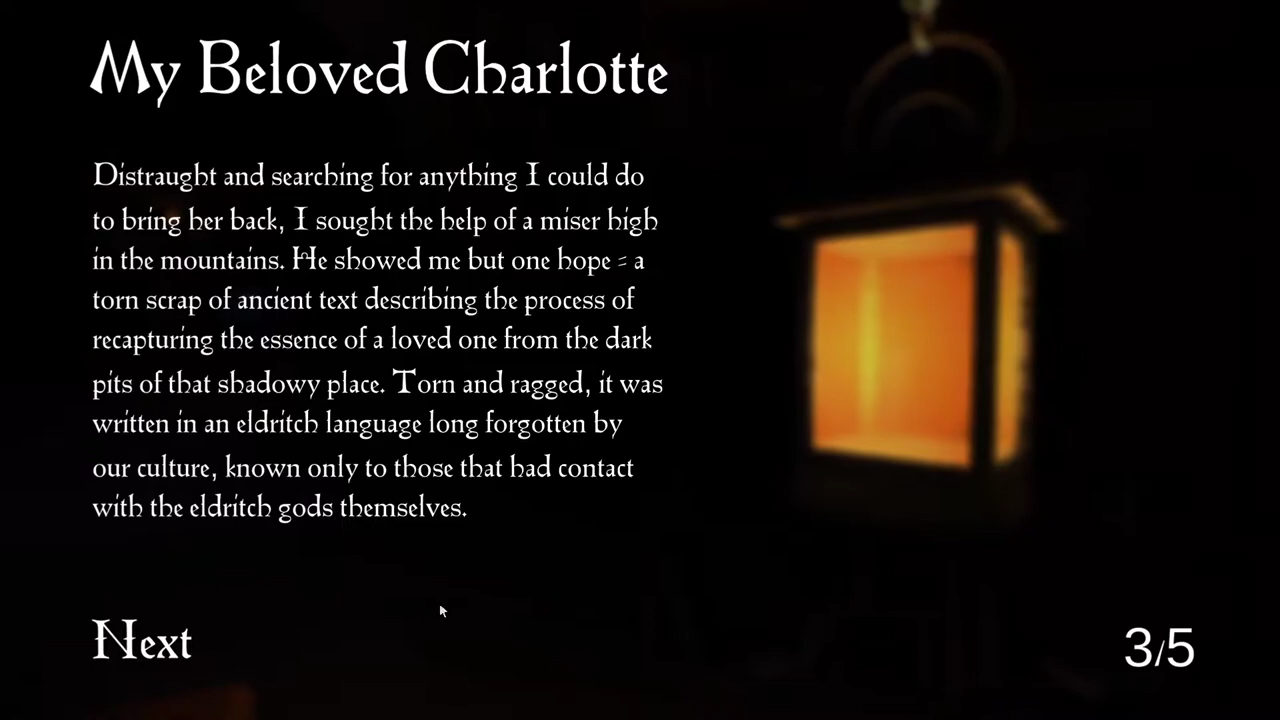 My Beloved Charlotte
Distraught and searching for anything I could do
to bring her back, I sought the help of a miser high
in the mountains. He showed me but one hope - a
torn scrap of ancient text describing the process of
recapturing the essence of a loved one from the dark
pits of that shadowy place. Torn and ragged, it was
written in an eldritch language long forgotten by
our culture, known only to those that had contact
with the eldritch gods themselves.
Next
3/5